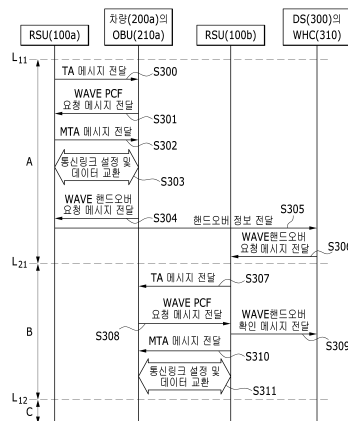 RSU(100a)
차량(200a)의
OBU(210a)
RSU(100b)
DS(300)의
WHC(310)
L11
TA 메시지 전달
S300
WAVE PCF
요청 메시지 전달
S301
MTA 메시지 전달
S302
A
통신링크 설정 및
데이터 교환
S303
WAVE 핸드오버
요청 메시지 전달
S304
핸드오버 정보 전달
S305
WAVE핸드오버
요청 메시지 전달
S306
L21
TA 메시지 전달
S307
WAVE PCF
요청 메시지 전달
S308
WAVE핸드오버
확인 메시지 전달
S309
B
MTA 메시지 전달
S310
통신링크 설정 및
데이터 교환
S311
L12
C